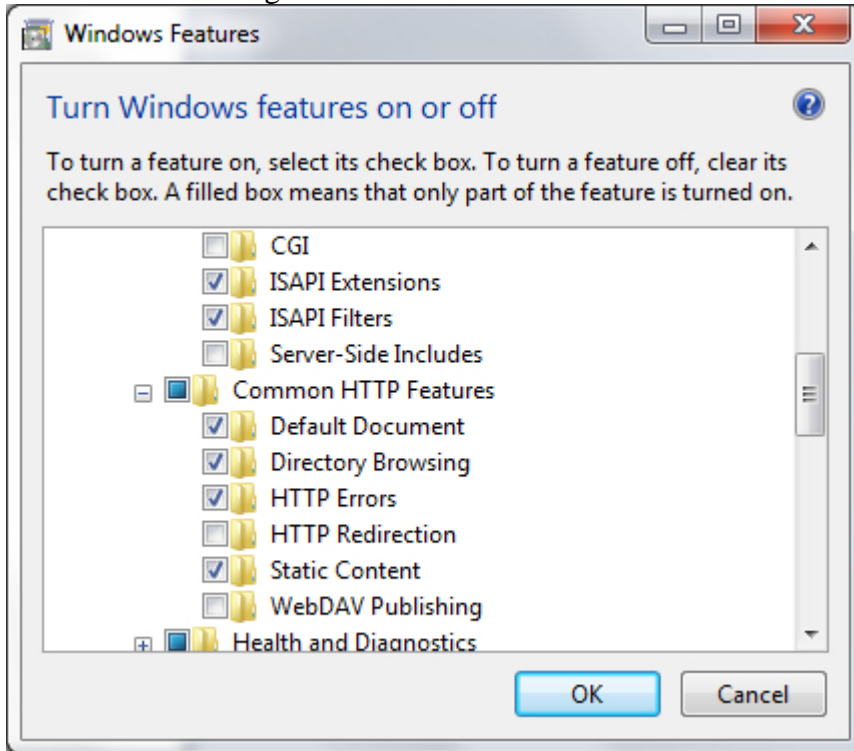 Windows Features
Turn Windows features on or off
To turn a feature on, select its check box. To turn a feature off, clear its
check box. A filled box means that only part of the feature is turned on.
CGI
ISAPI Extensions
ISAPI Filters
Server-Side Includes
Common HTTP Features
Default Document
Directory Browsing
HTTP Errors
HTTP Redirection
Static Content
WebDAV Publishing
Health and Diagnostics
OK Cancel